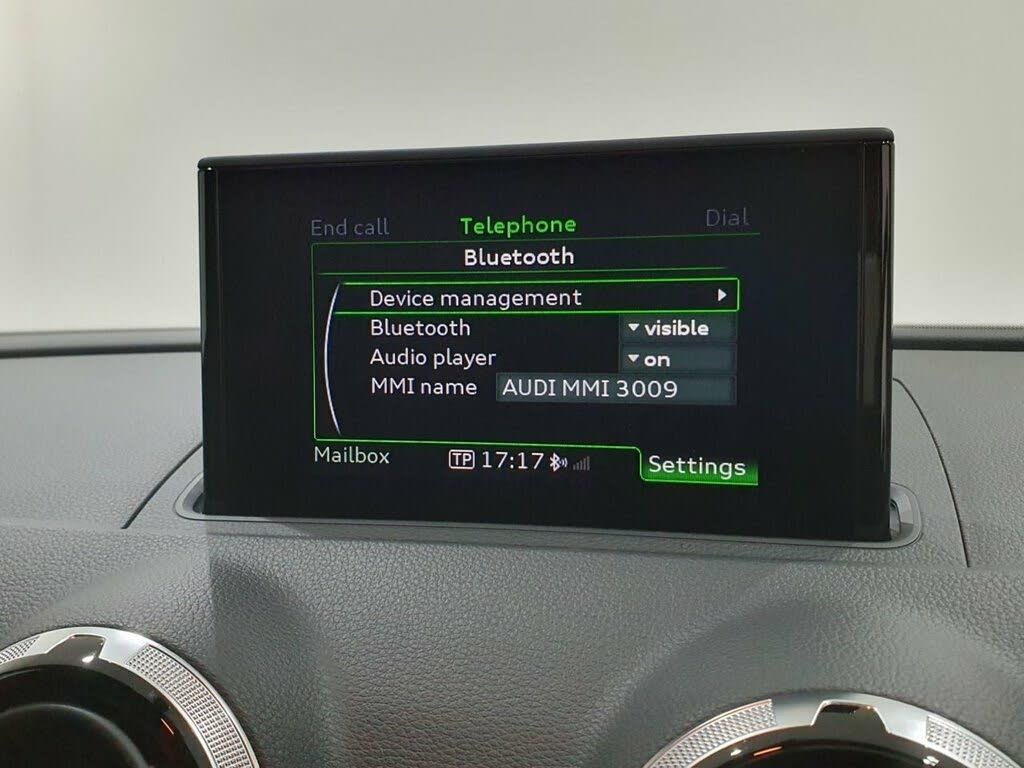 End call Telephone Dial
Bluetooth
Device management
Bluetooth visible
Audio player on
MMI name AUDI MMI 3009
Mailbox TP 17:17 Settings